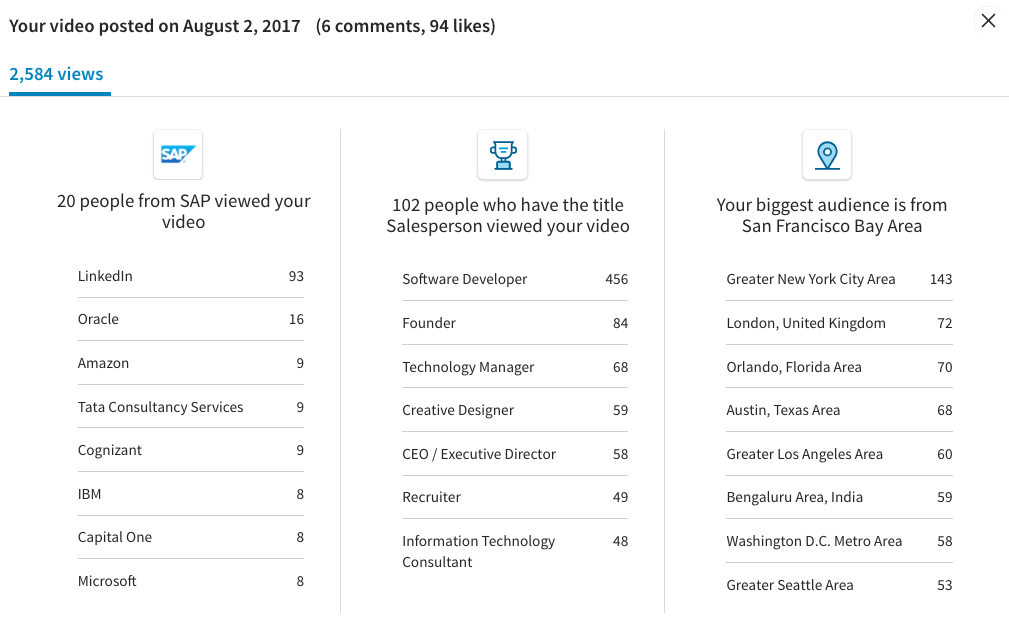 Your video posted on August 2, 2017 (6 comments, 94 likes)
2,584 views
SAP
20 people from SAP viewed your
video
LinkedIn 93
Oracle 16
Amazon 9
Tata Consultancy Services 9
Cognizant 9
IBM 8
Capital One 8
Microsoft 8
102 people who have the title
Salesperson viewed your video
Software Developer 456
Founder 84
Technology Manager 68
Creative Designer 59
CEO / Executive Director 58
Recruiter 49
Information Technology 48
Consultant
Your biggest audience is from
San Francisco Bay Area
Greater New York City Area 143
London, United Kingdom 72
Orlando, Florida Area 70
Austin, Texas Area 68
Greater Los Angeles Area 60
Bengaluru Area, India 59
Washington D.C. Metro Area 58
Greater Seattle Area 53